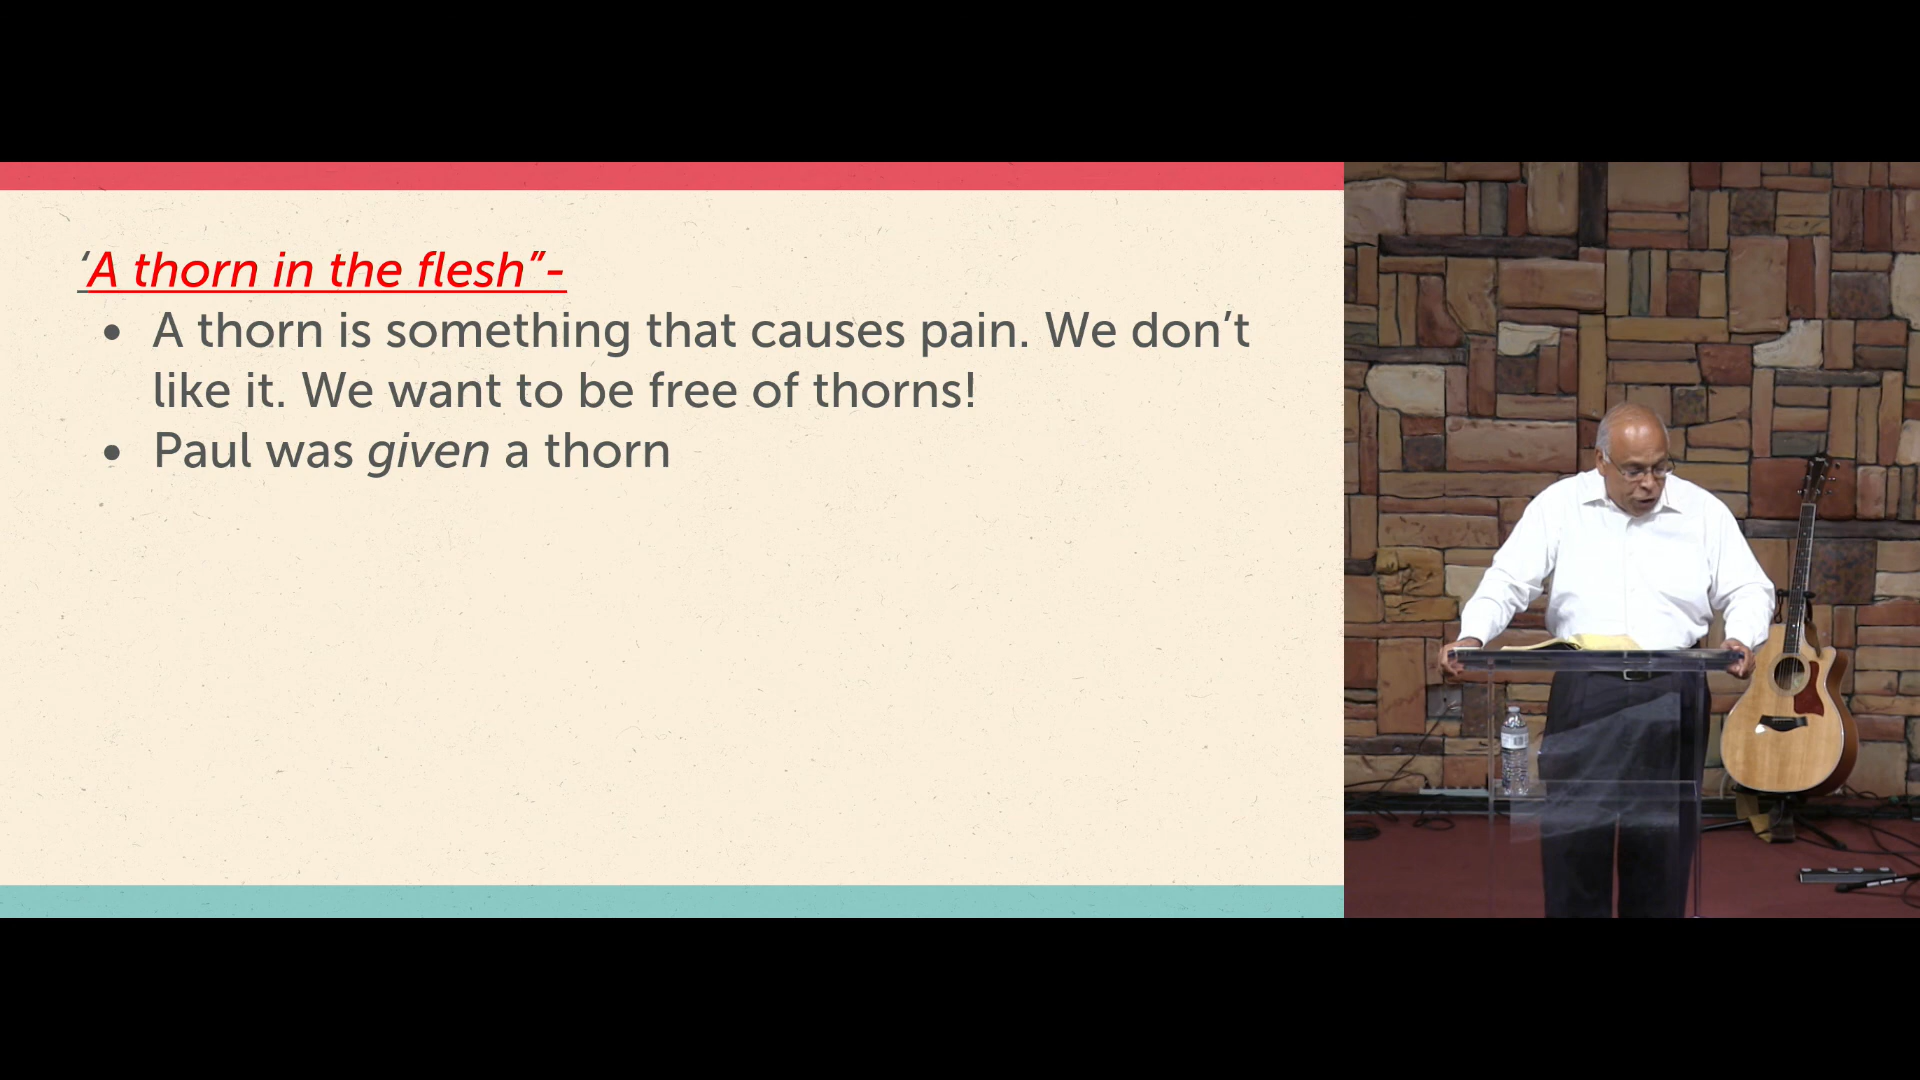 ‘A thorn in the flesh”-
• A thorn is something that causes pain. We don’t
like it. We want to be free of thorns!
• Paul was given a thorn